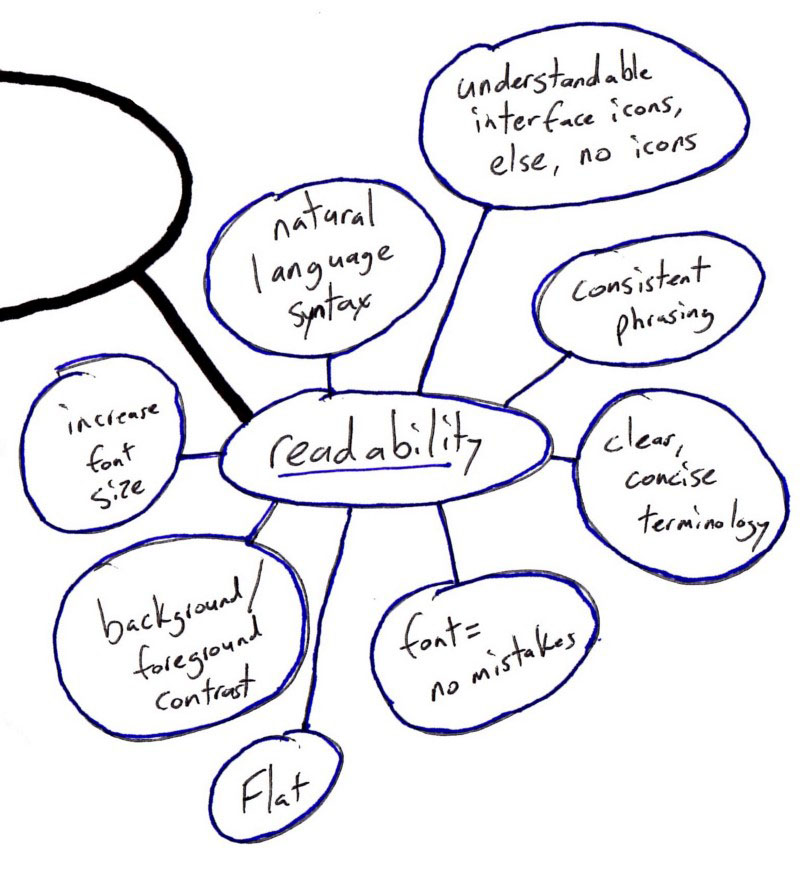 understandable
interface icons,
else, no icons
natural
language
syntax
consistent
phrasing
increase
font
size
readability
clear,
concise
terminology
background/
foreground
contrast
font=
no mistakes
Flat